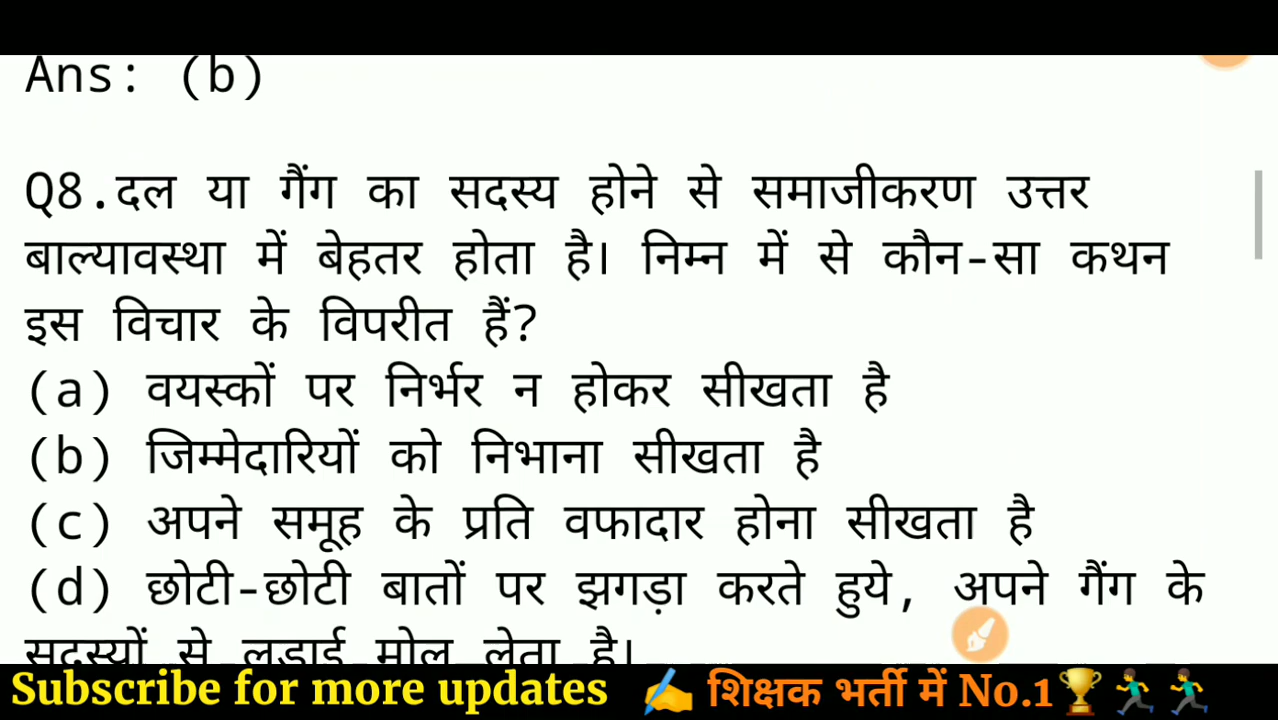 Ans: (b)
Q8.दल या गैंग का सदस्य होने से समाजीकरण उत्तर
बाल्यावस्था में बेहतर होता है। निम्न में से कौन-सा कथन
इस विचार के विपरीत हैं?
(a) वयस्कों पर निर्भर न होकर सीखता है
(b) जिम्मेदारियों को निभाना सीखता है
(c) अपने समूह के प्रति वफादार होना सीखता है
(d) छोटी-छोटी बातों पर झगड़ा करते हुये, अपने गैंग के
सदस्यों से लड़ाई मोल लेता है।
Subscribe for more updates ✍️ शिक्षक भर्ती में No.1🏆🏃‍♂️🏃‍♂️